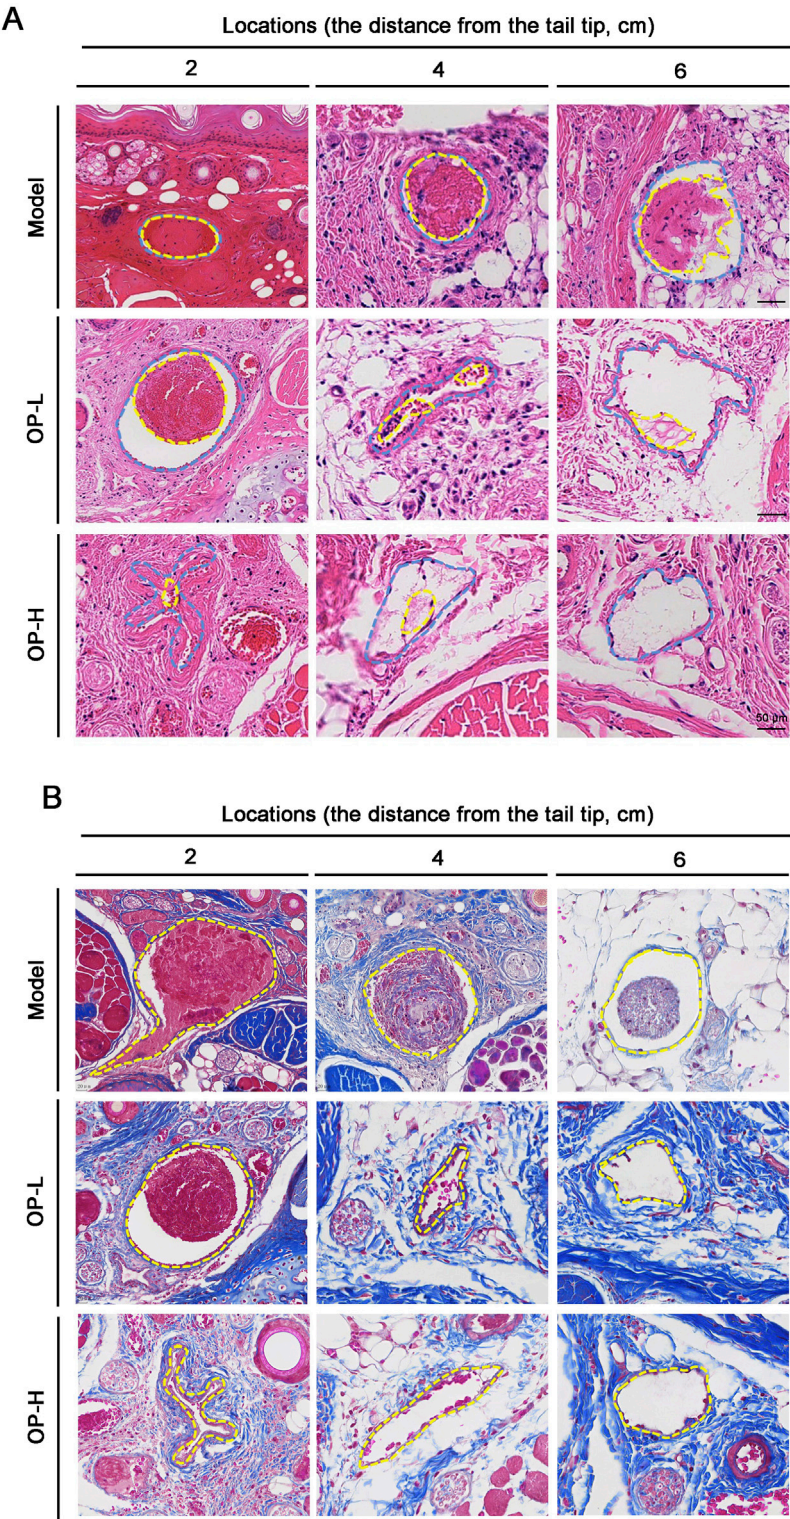 A
Locations (the distance from the tail tip, cm)
2 4 6
Model
OP-L
OP-H
50 μm
B
Locations (the distance from the tail tip, cm)
2 4 6
Model
OP-L
OP-H